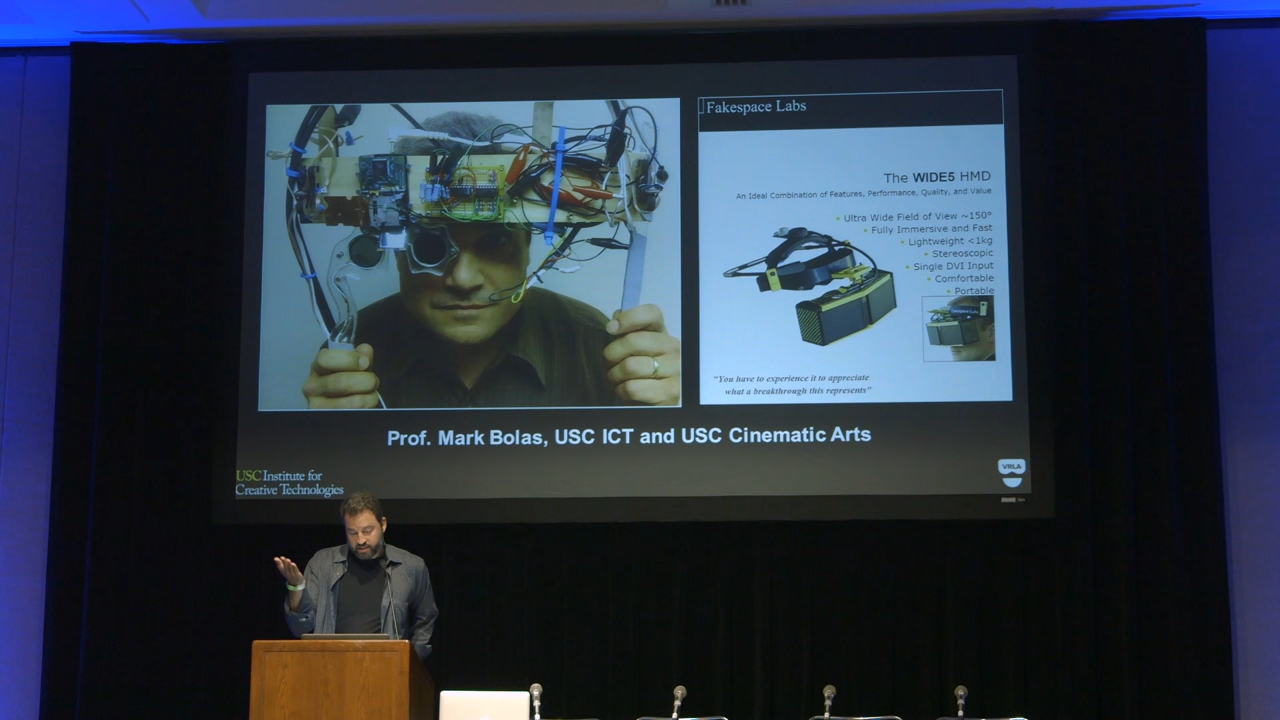 Fakespace Labs
The WIDE5 HMD
An Ideal Combination of Features, Performance, Quality, and Value
• Ultra Wide Field of View ~150°
• Fully Immersive and Fast
• Lightweight <1kg
• Stereoscopic
• Single DVI Input
• Comfortable
• Portable
Fakespace Labs
"You have to experience it to appreciate
what a breakthrough this represents"
Prof. Mark Bolas, USC ICT and USC Cinematic Arts
USC Institute for
Creative Technologies
VRLA